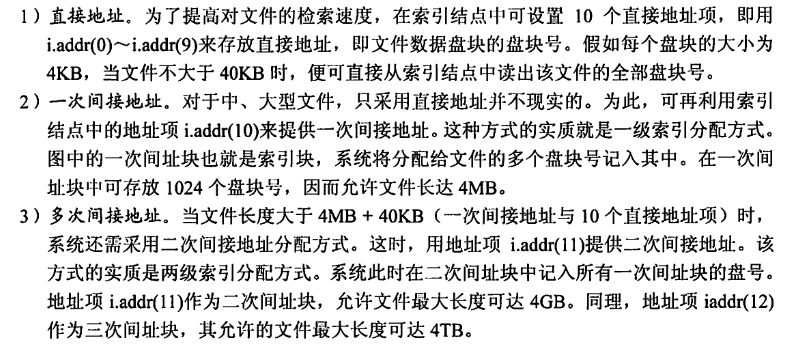 1）直接地址。为了提高对文件的检索速度，在索引结点中可设置 10 个直接地址项，即用
i.addr(0)～i.addr(9)来存放直接地址，即文件数据盘块的盘块号。假如每个盘块的大小为
4KB，当文件不大于 40KB 时，便可直接从索引结点中读出该文件的全部盘块号。
2）一次间接地址。对于中、大型文件，只采用直接地址并不现实的。为此，可再利用索引
结点中的地址项 i.addr(10)来提供一次间接地址。这种方式的实质就是一级索引分配方式。
图中的一次间址块也就是索引块，系统将分配给文件的多个盘块号记入其中。在一次间
址块中可存放 1024 个盘块号，因而允许文件长达 4MB。
3）多次间接地址。当文件长度大于 4MB + 40KB（一次间接地址与 10 个直接地址项）时，
系统还需采用二次间接地址分配方式。这时，用地址项 i.addr(11)提供二次间接地址。该
方式的实质是两级索引分配方式。系统此时在二次间址块中记入所有一次间址块的盘号。
地址项 i.addr(11)作为二次间址块，允许文件最大长度可达 4GB。同理，地址项 iaddr(12)
作为三次间址块，其允许的文件最大长度可达 4TB。